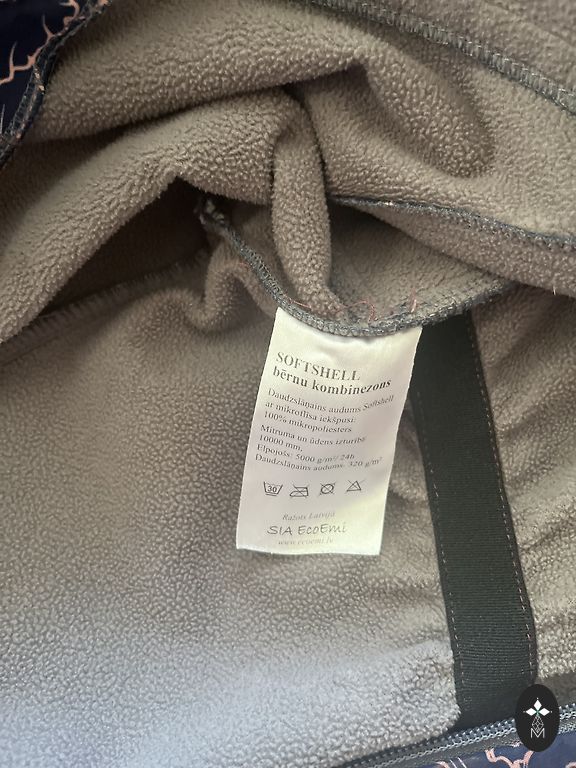 SOFTSHELL
bērnu kombinezons
Daudzslāņains audums Softshell
ar mikroflīsa iekšpusi:
100% mikropoliesters
Mitruma un ūdens izturība
10000 mm,
Elpojošs: 5000 g/m²/ 24h
Daudzslāņains audums: 320 g/m²
30
Ražots Latvijā
SIA EcoEmi
www.ecoemi.lv
M